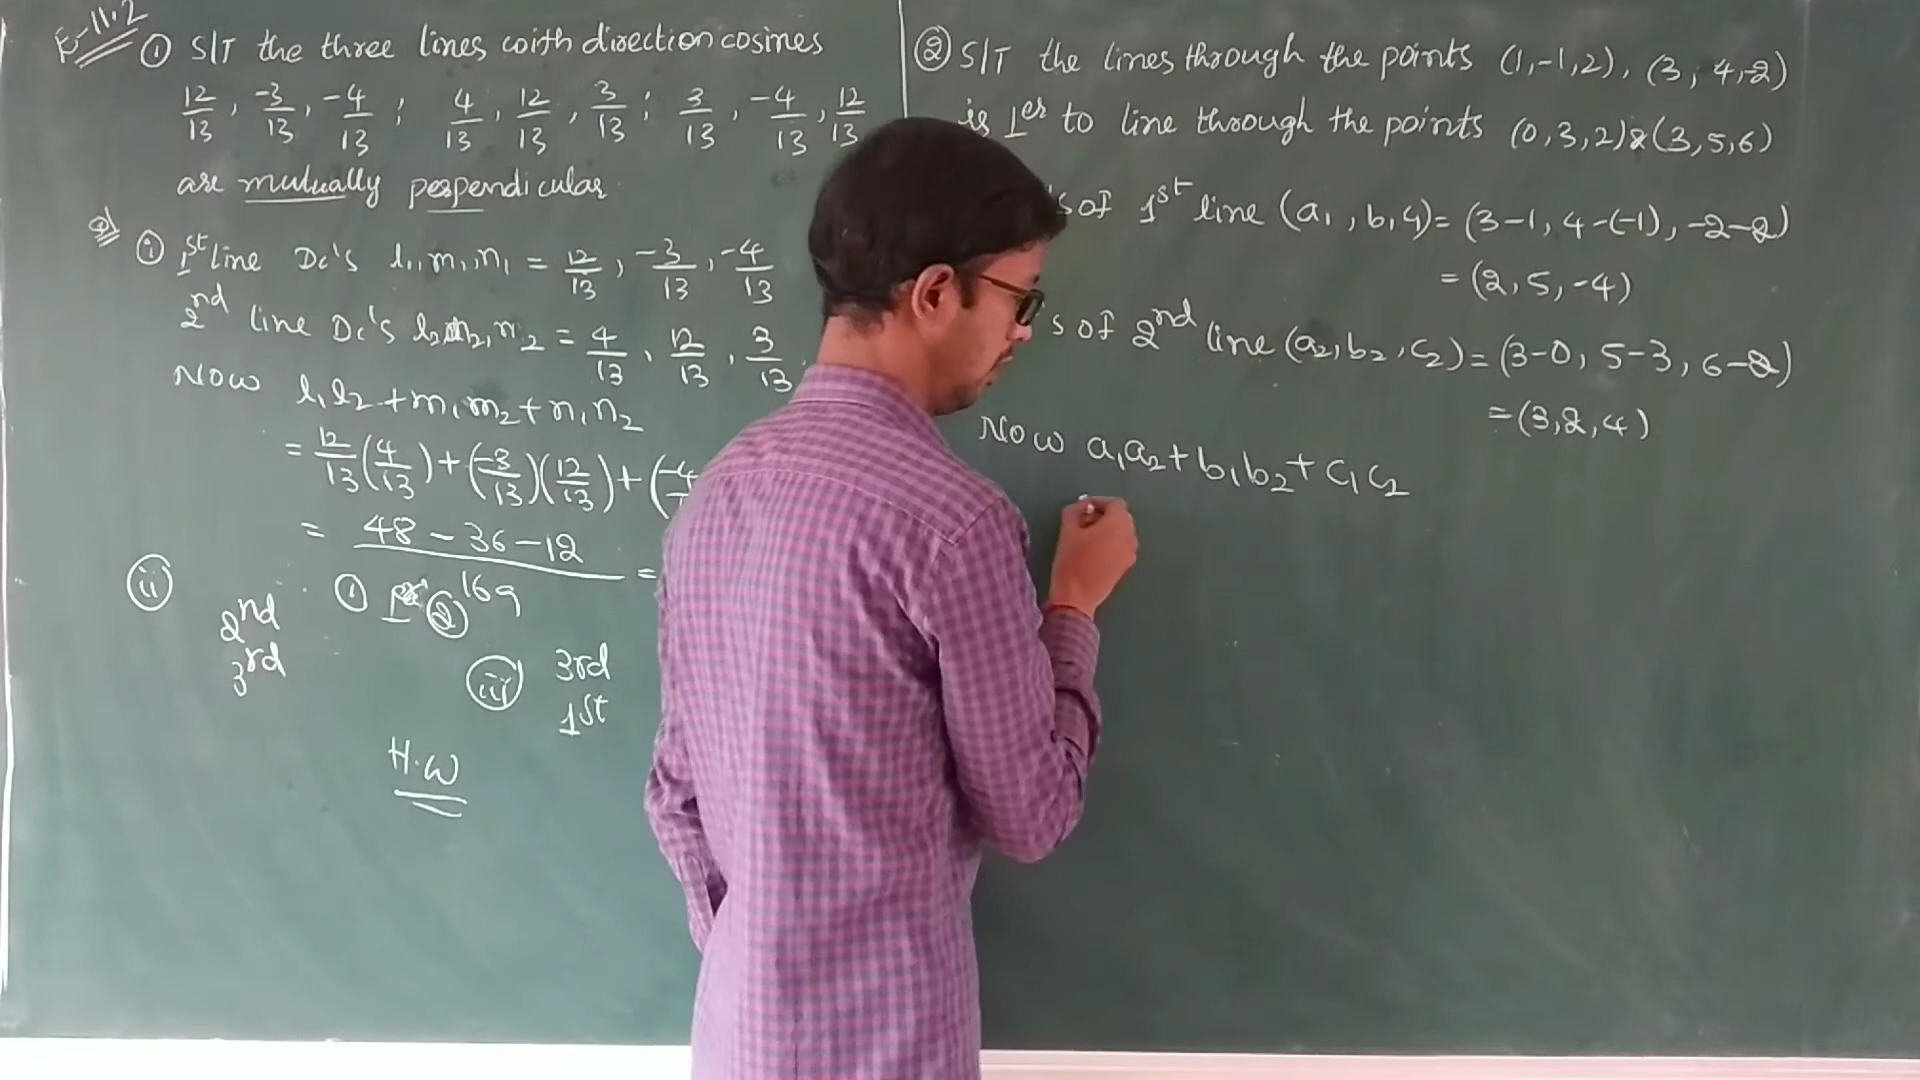 E-11.2
① S/T the three lines with direction cosines
12/13, -3/13, -4/13; 4/13, 12/13, 3/13; 3/13, -4/13, 12/13
are mutually perpendicular
① 1st line Dc's l₁, m₁, n₁ = 12/13, -3/13, -4/13
2nd line Dc's l₂, m₂, n₂ = 4/13, 12/13, 3/13
Now l₁l₂ + m₁m₂ + n₁n₂
= 12/13 (4/13) + (-3/13)(12/13) + (-4
= 48 - 36 - 12 / 169 =
① ⊥er ②
ii
2nd
3rd
iii 3rd
1st
H.W
② S/T the lines through the points (1,-1,2), (3, 4,-2)
is ⊥er to line through the points (0,3,2) & (3,5,6)
's of 1st line (a₁, b₁, c₁) = (3-1, 4-(-1), -2-2)
= (2, 5, -4)
s of 2nd line (a₂, b₂, c₂) = (3-0, 5-3, 6-2)
= (3,2,4)
Now a₁a₂ + b₁b₂ + c₁c₂